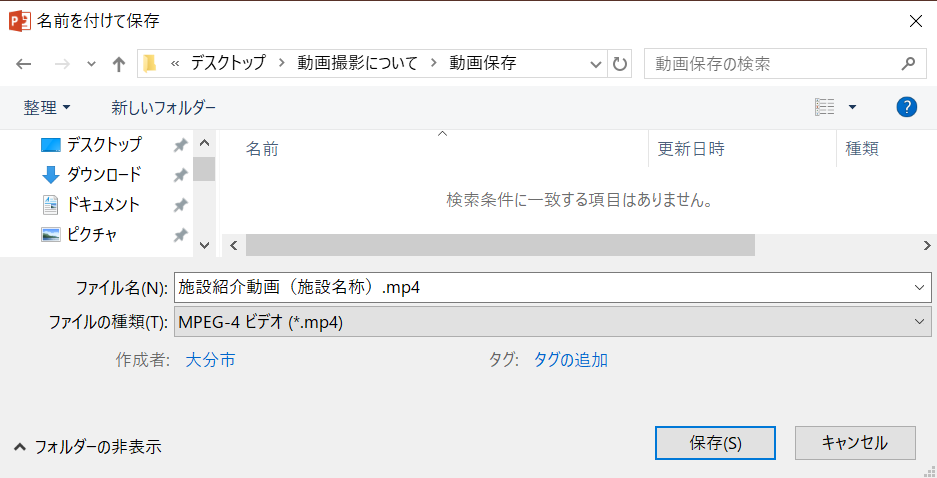 名前を付けて保存
« デスクトップ > 動画撮影について > 動画保存
動画保存の検索
整理 新しいフォルダー
デスクトップ
ダウンロード
ドキュメント
ピクチャ
名前 更新日時 種類
検索条件に一致する項目はありません。
ファイル名(N): 施設紹介動画（施設名称）.mp4
ファイルの種類(T): MPEG-4 ビデオ (*.mp4)
作成者: 大分市 タグ: タグの追加
フォルダーの非表示
保存(S) キャンセル